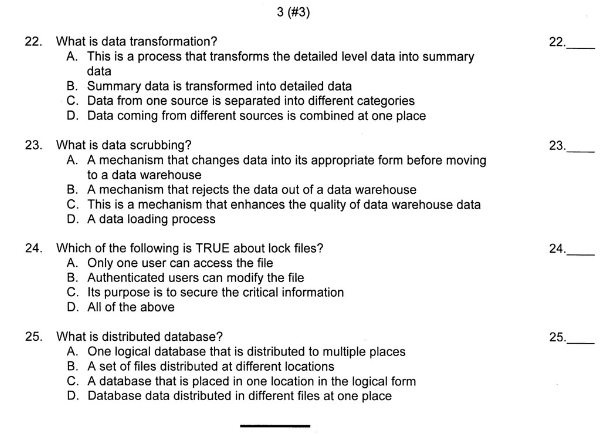 3 (#3)
22. What is data transformation? 22.____
A. This is a process that transforms the detailed level data into summary
data
B. Summary data is transformed into detailed data
C. Data from one source is separated into different categories
D. Data coming from different sources is combined at one place
23. What is data scrubbing? 23.____
A. A mechanism that changes data into its appropriate form before moving
to a data warehouse
B. A mechanism that rejects the data out of a data warehouse
C. This is a mechanism that enhances the quality of data warehouse data
D. A data loading process
24. Which of the following is TRUE about lock files? 24.____
A. Only one user can access the file
B. Authenticated users can modify the file
C. Its purpose is to secure the critical information
D. All of the above
25. What is distributed database? 25.____
A. One logical database that is distributed to multiple places
B. A set of files distributed at different locations
C. A database that is placed in one location in the logical form
D. Database data distributed in different files at one place